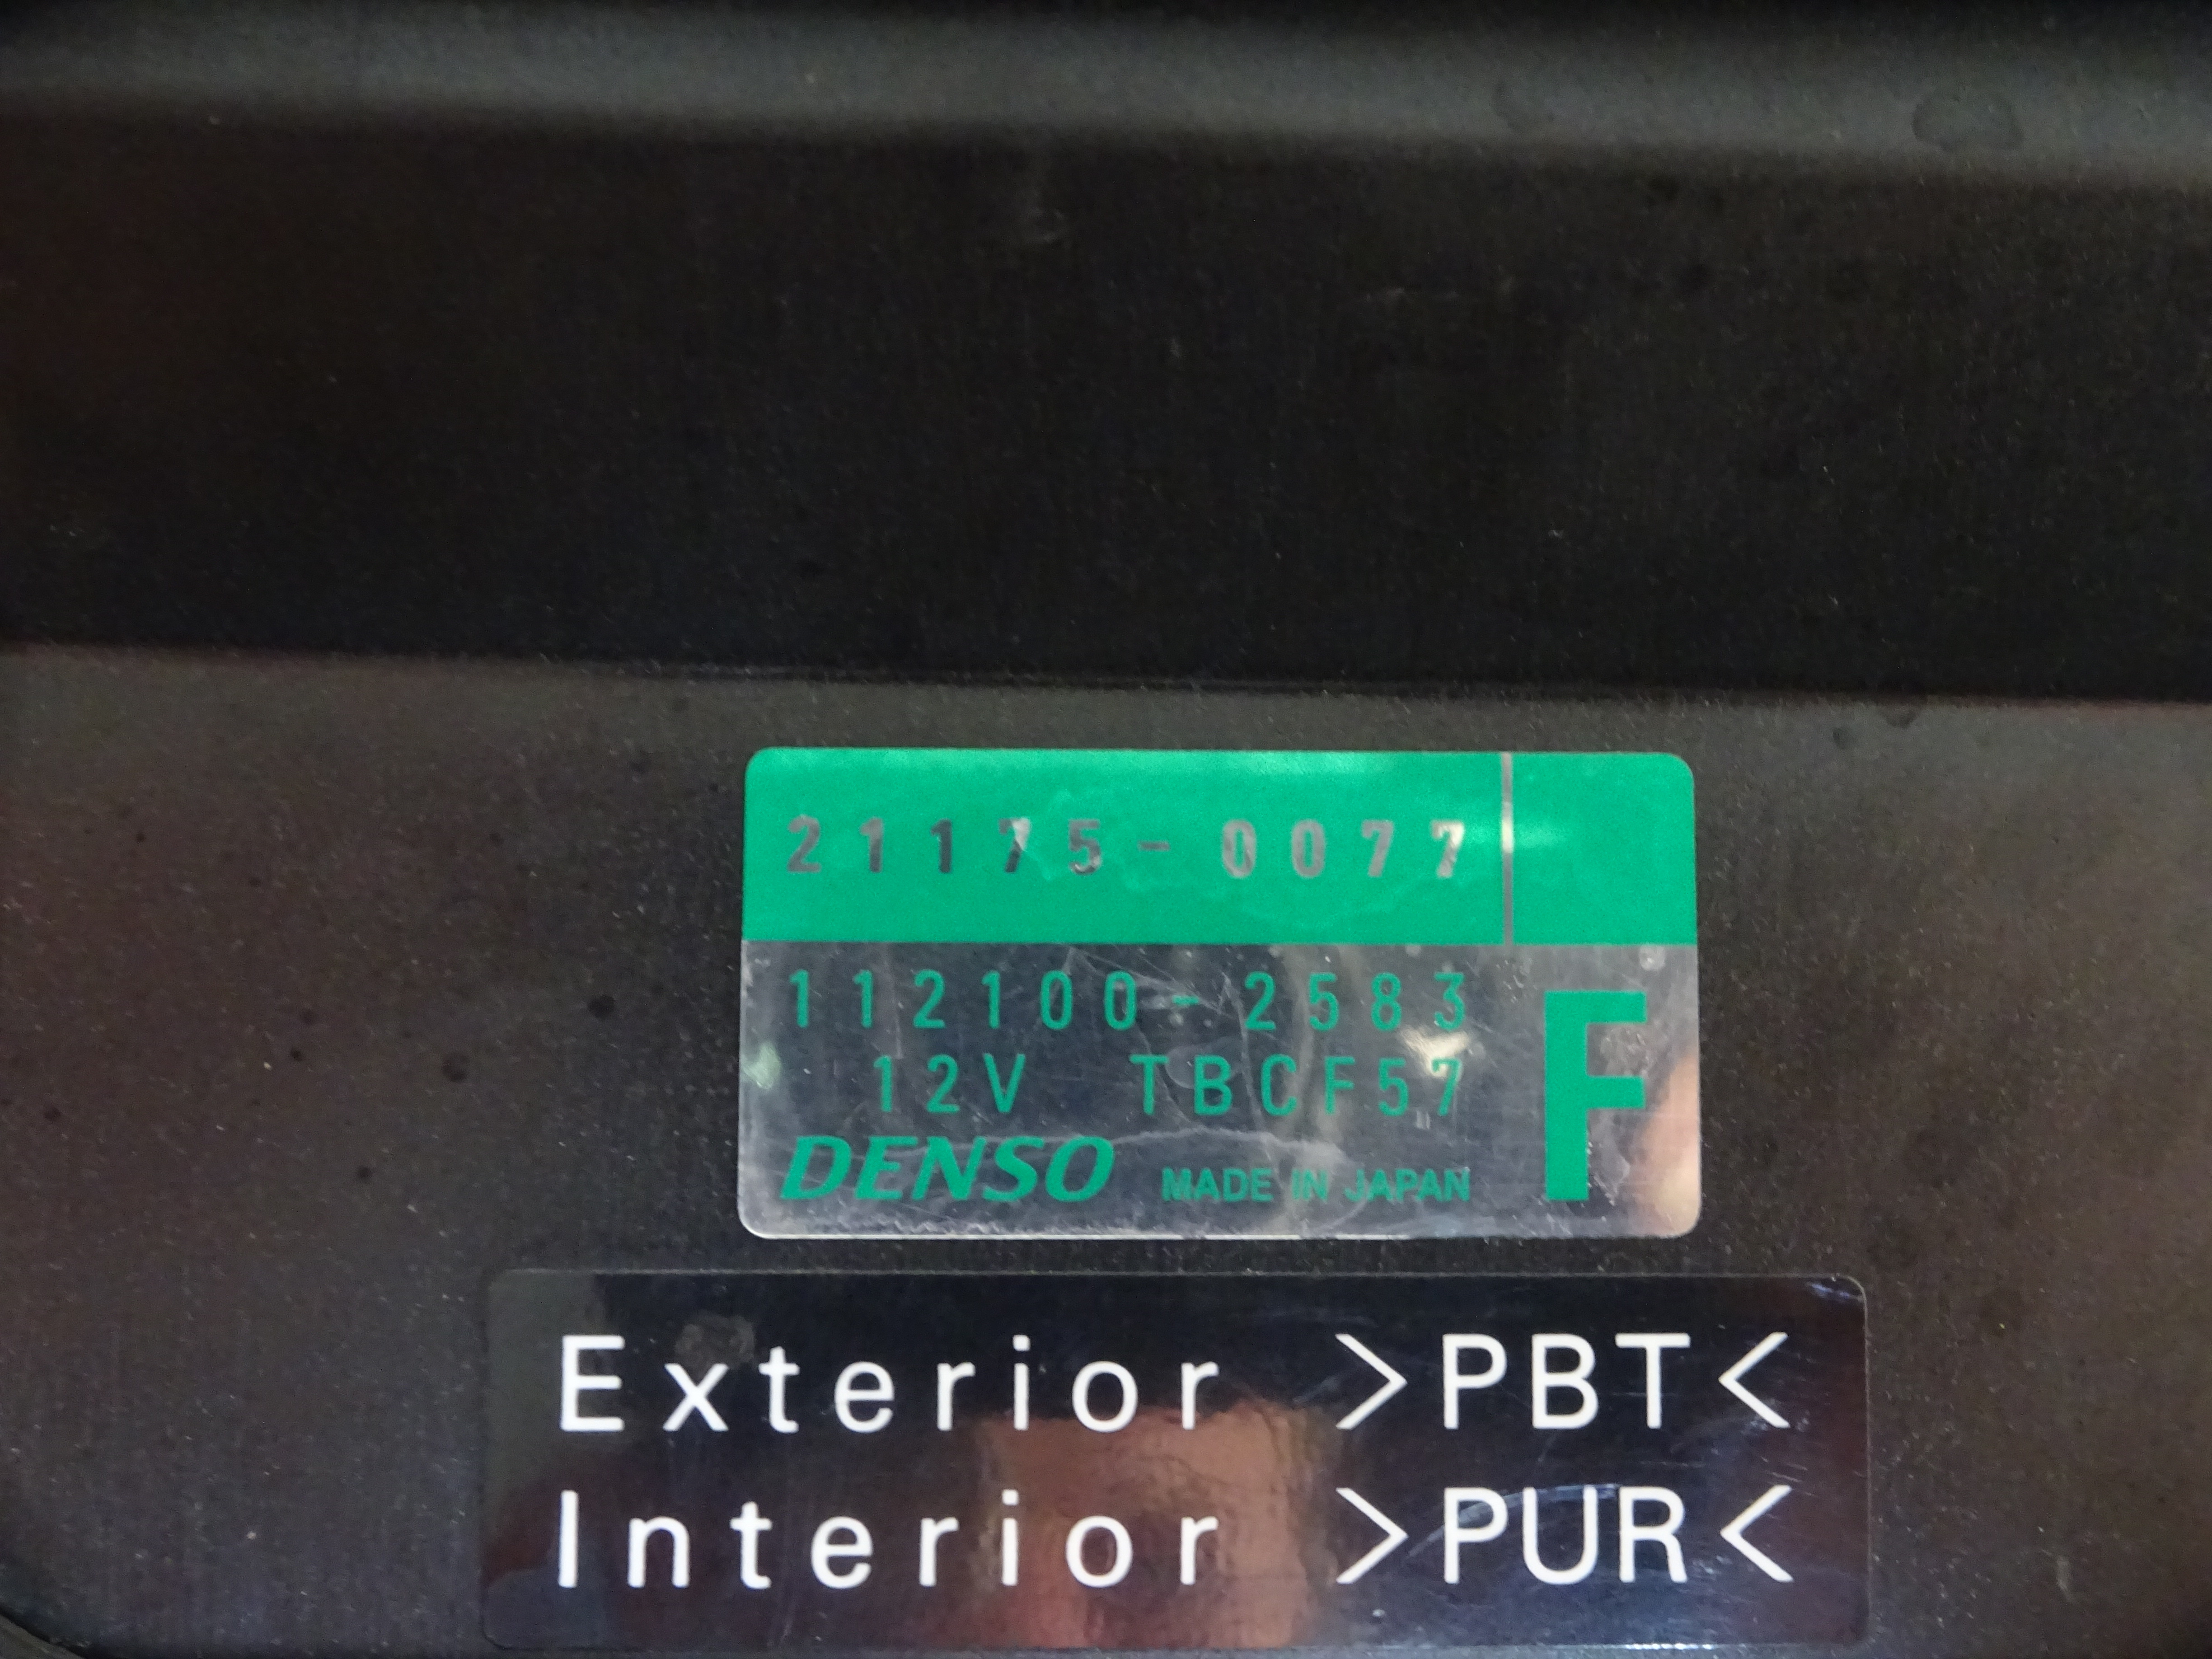 21175-0077
112100-2583
12V TBCF57
F
DENSO MADE IN JAPAN
Exterior >PBT<
Interior >PUR<